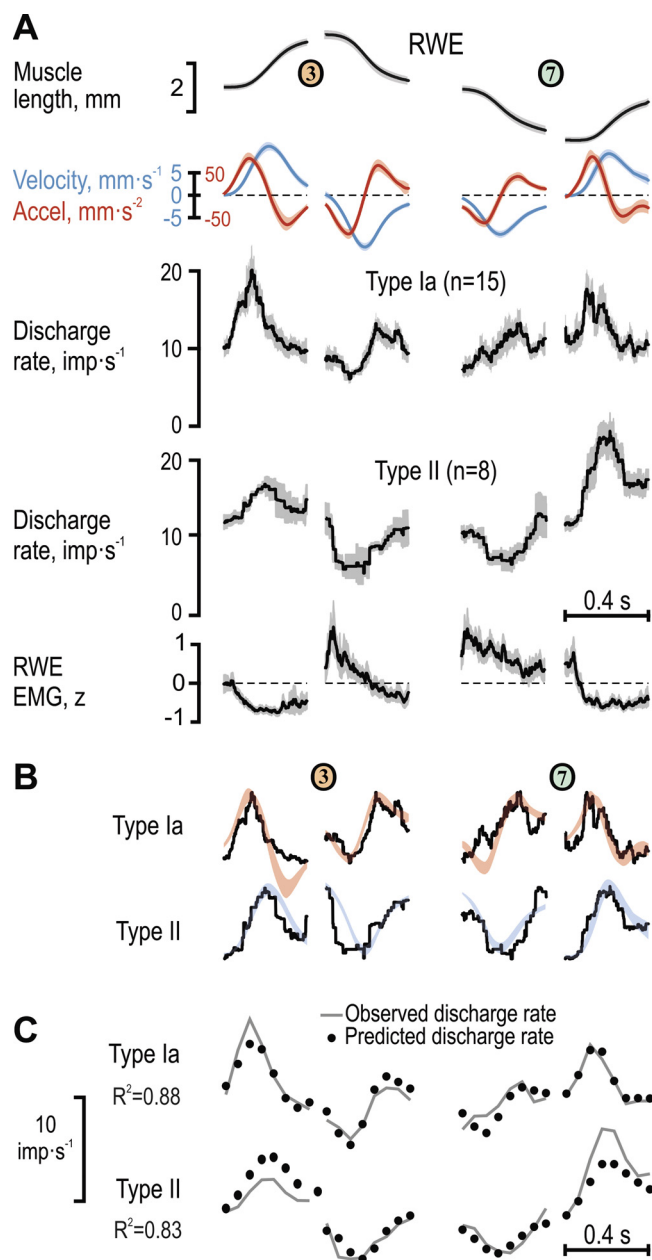 A
RWE
3
7
Muscle
length, mm
2
Velocity, mm·s-1
Accel, mm·s-2
5
0
-5
50
-50
20
10
0
Type Ia (n=15)
Discharge
rate, imp·s-1
20
10
0
Type II (n=8)
Discharge
rate, imp·s-1
0.4 s
RWE
EMG, z
1
0
-1
B
3
7
Type Ia
Type II
C
Observed discharge rate
Predicted discharge rate
Type Ia
R2=0.88
10
imp·s-1
Type II
R2=0.83
0.4 s